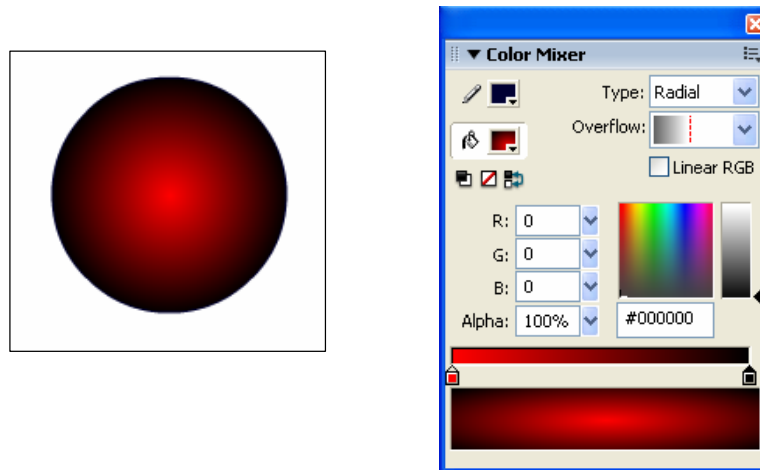 Color Mixer
Type: Radial
Overflow:
Linear RGB
R: 0
G: 0
B: 0
Alpha: 100% #000000